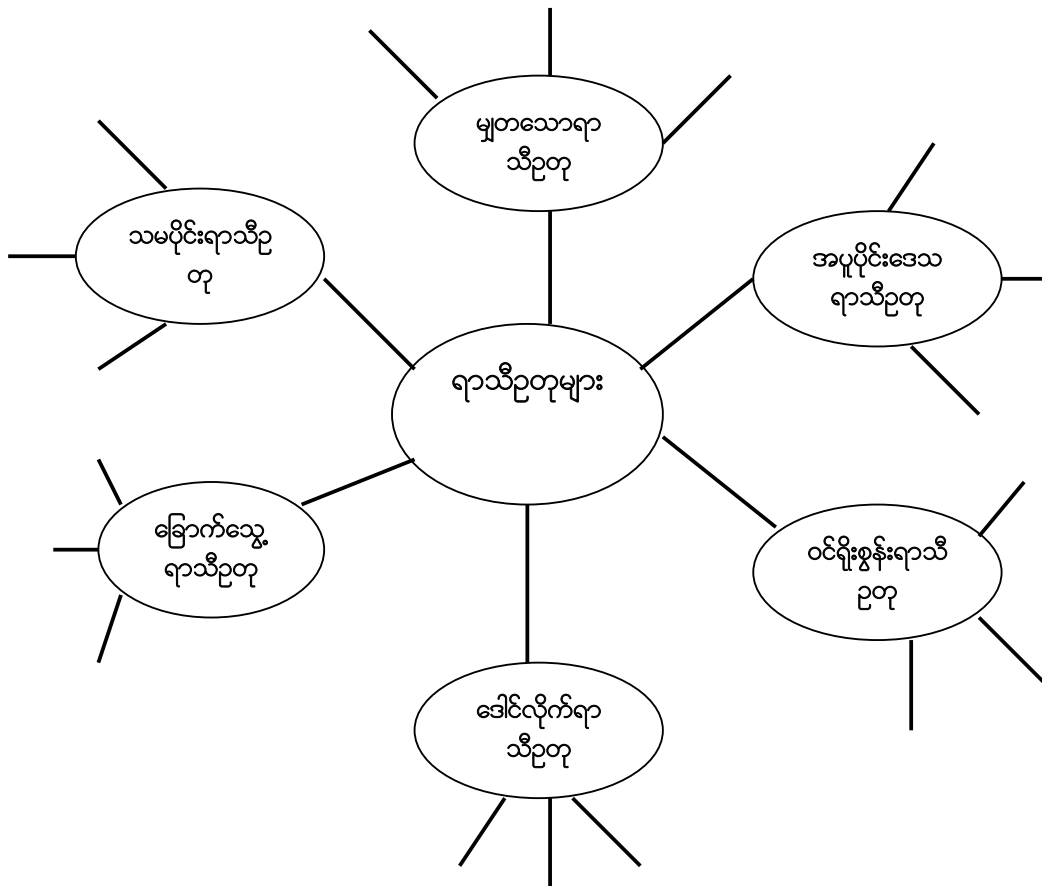 မျှတသောရာ
သီဥတု
သမပိုင်းရာသီဥ
တု
အပူပိုင်းဒေသ
ရာသီဥတု
ရာသီဥတုများ
ခြောက်သွေ့
ရာသီဥတု
ဝင်ရိုးစွန်းရာသီ
ဥတု
ဒေါင်လိုက်ရာ
သီဥတု